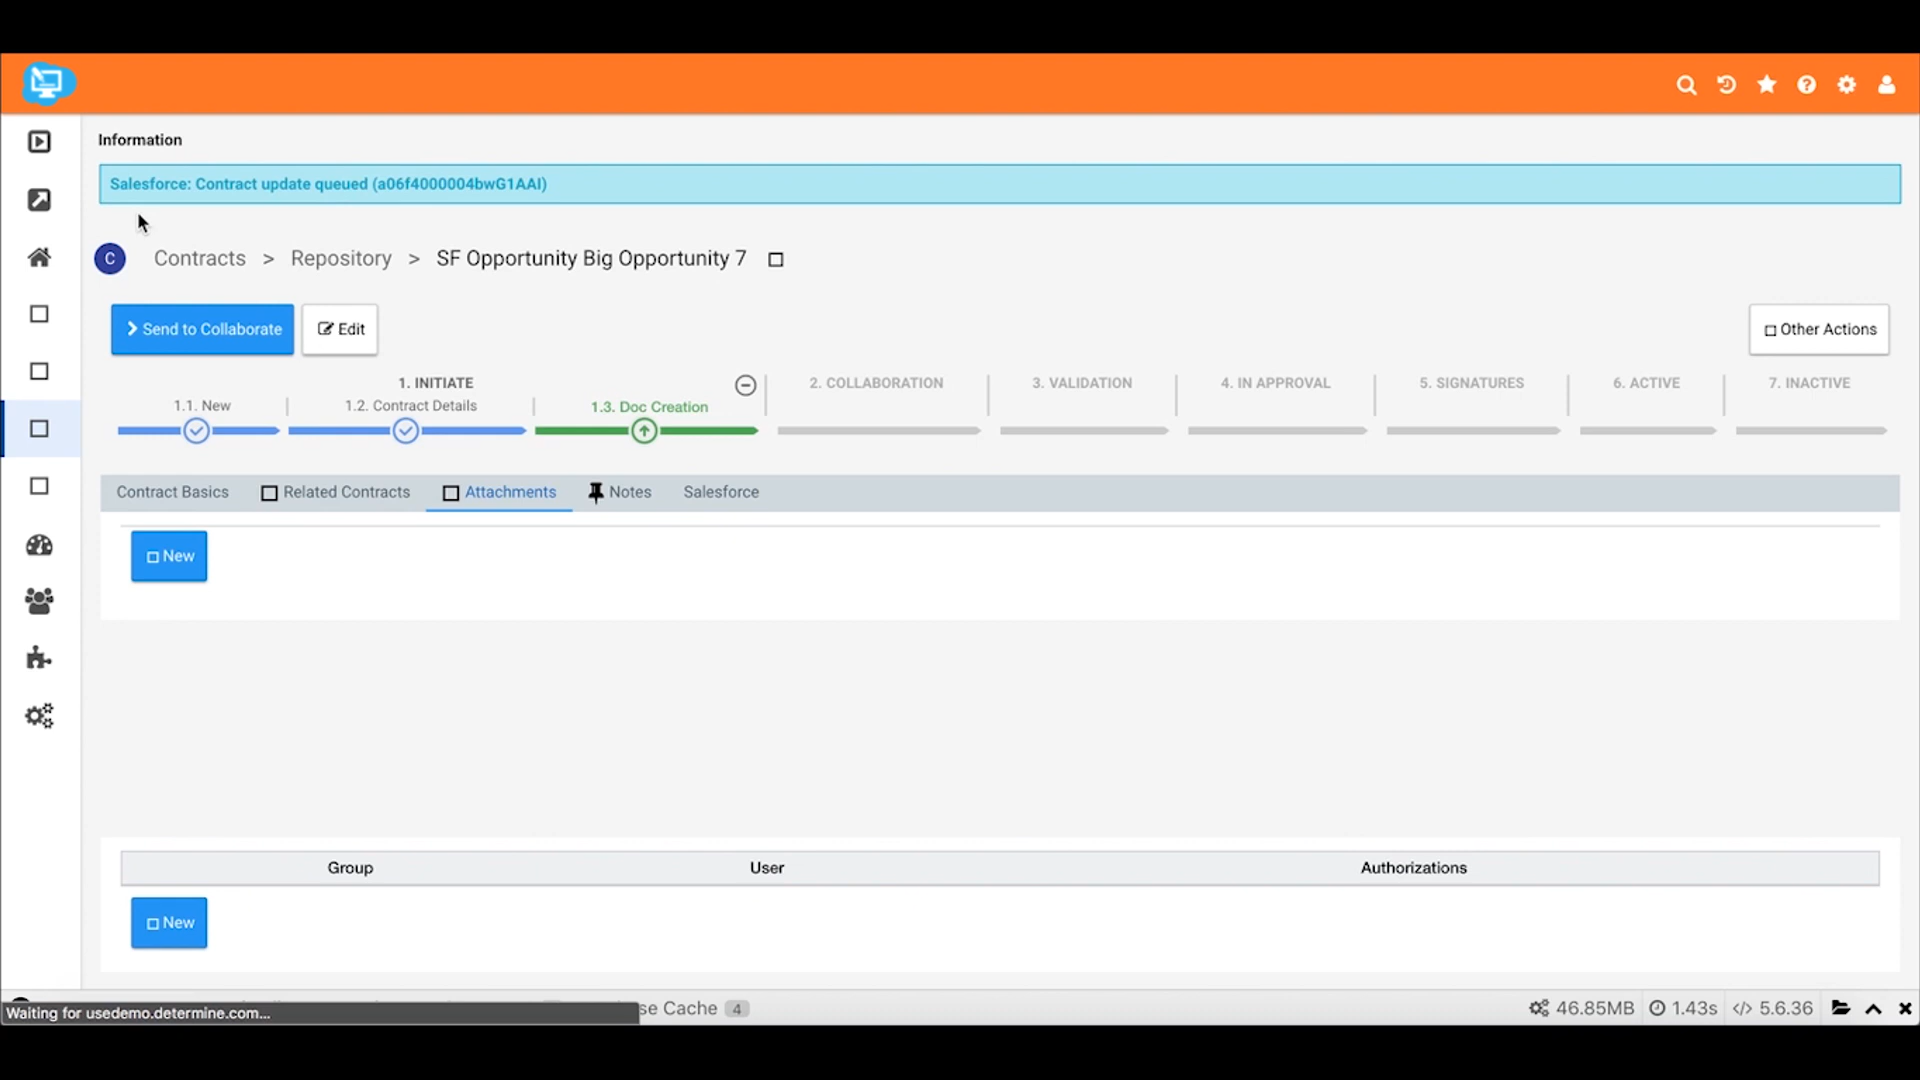 Information
Salesforce: Contract update queued (a06f4000004bwG1AAI)
C Contracts > Repository > SF Opportunity Big Opportunity 7
Send to Collaborate Edit Other Actions
1. INITIATE 2. COLLABORATION 3. VALIDATION 4. IN APPROVAL 5. SIGNATURES 6. ACTIVE 7. INACTIVE
1.1. New 1.2. Contract Details 1.3. Doc Creation
Contract Basics Related Contracts Attachments Notes Salesforce
New
Group User Authorizations
New
Waiting for usedemo.determine.com... se Cache 4 46.85MB 1.43s 5.6.36